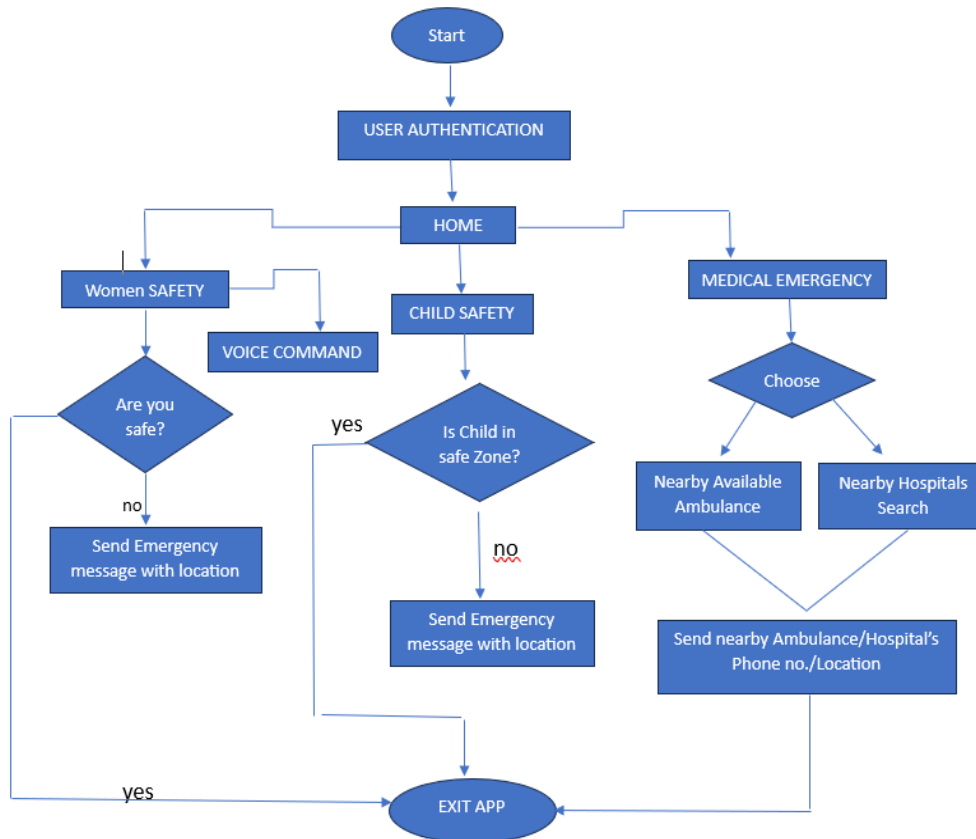 Start
USER AUTHENTICATION
HOME
Women SAFETY
MEDICAL EMERGENCY
CHILD SAFETY
VOICE COMMAND
Choose
Are you
safe?
yes
Is Child in
safe Zone?
Nearby Available
Ambulance
Nearby Hospitals
Search
no
Send Emergency
message with location
no
Send Emergency
message with location
Send nearby Ambulance/Hospital’s
Phone no./Location
yes
EXIT APP